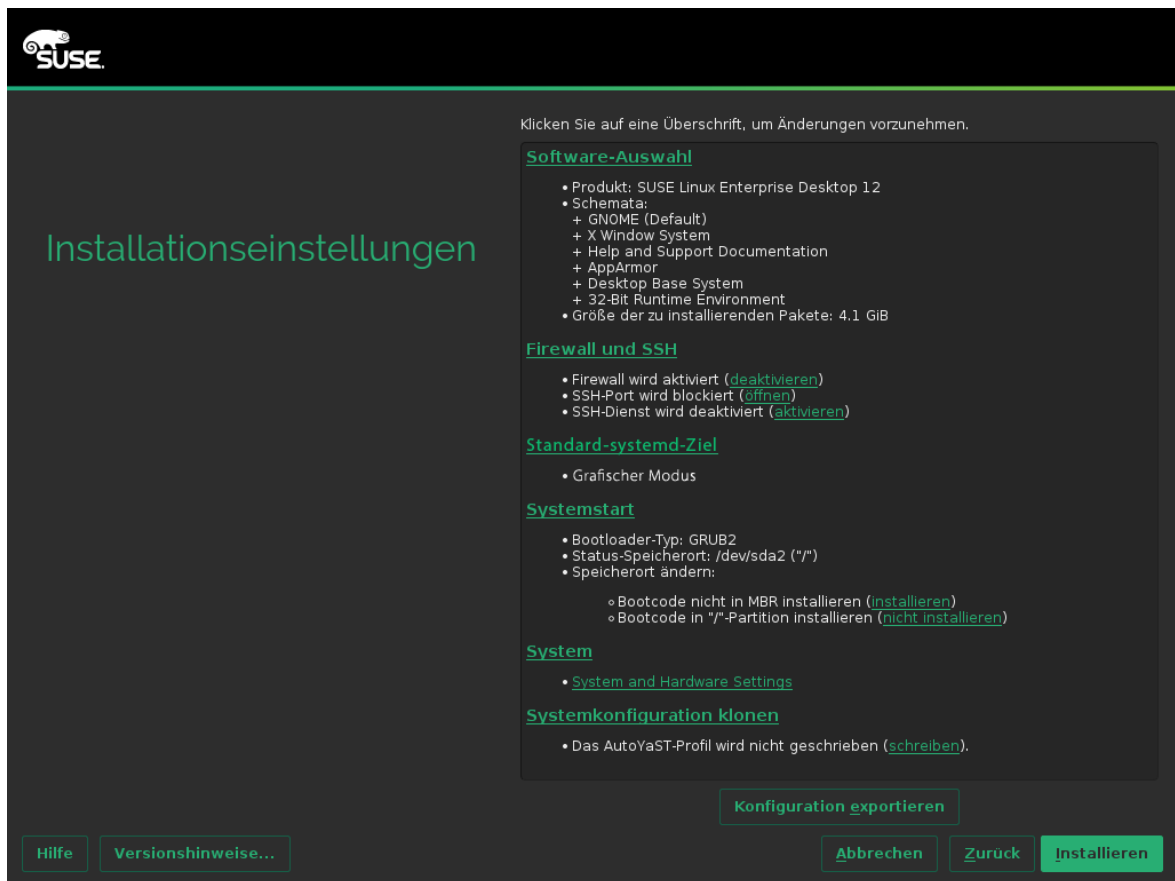 SUSE.
Klicken Sie auf eine Überschrift, um Änderungen vorzunehmen.
Installationseinstellungen
Software-Auswahl
• Produkt: SUSE Linux Enterprise Desktop 12
• Schemata:
+ GNOME (Default)
+ X Window System
+ Help and Support Documentation
+ AppArmor
+ Desktop Base System
+ 32-Bit Runtime Environment
• Größe der zu installierenden Pakete: 4.1 GiB
Firewall und SSH
• Firewall wird aktiviert (deaktivieren)
• SSH-Port wird blockiert (öffnen)
• SSH-Dienst wird deaktiviert (aktivieren)
Standard-systemd-Ziel
• Grafischer Modus
Systemstart
• Bootloader-Typ: GRUB2
• Status-Speicherort: /dev/sda2 ("/")
• Speicherort ändern:
◦ Bootcode nicht in MBR installieren (installieren)
◦ Bootcode in "/"-Partition installieren (nicht installieren)
System
• System and Hardware Settings
Systemkonfiguration klonen
• Das AutoYaST-Profil wird nicht geschrieben (schreiben).
Konfiguration exportieren
Hilfe
Versionshinweise...
Abbrechen
Zurück
Installieren